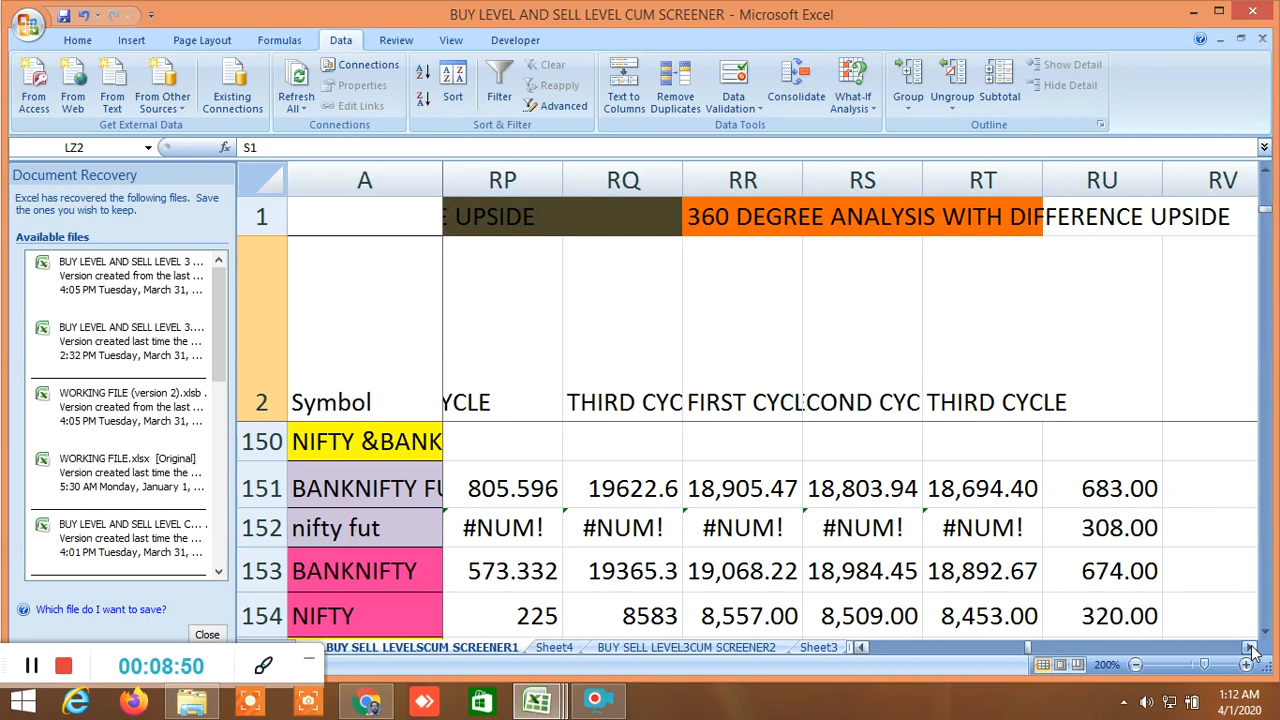 BUY LEVEL AND SELL LEVEL CUM SCREENER - Microsoft Excel
Home Insert Page Layout Formulas Data Review View Developer
From Access
From Web
From Text
From Other Sources
Existing Connections
Refresh All
Connections
Properties
Edit Links
Sort
Filter
Clear
Reapply
Advanced
Text to Columns
Remove Duplicates
Data Validation
Consolidate
What-If Analysis
Group
Ungroup
Subtotal
Show Detail
Hide Detail
Get External Data Connections Sort & Filter Data Tools Outline
LZ2 fx S1
Document Recovery
Excel has recovered the following files. Save
the ones you wish to keep.
Available files
BUY LEVEL AND SELL LEVEL 3 ...
Version created from the last ...
4:05 PM Tuesday, March 31, ...
BUY LEVEL AND SELL LEVEL 3....
Version created last time the ...
2:32 PM Tuesday, March 31, ...
WORKING FILE (version 2).xlsb
Version created from the last ...
4:05 PM Tuesday, March 31, ...
WORKING FILE.xlsx [Original]
Version created last time the ...
5:30 AM Monday, January 1, ...
BUY LEVEL AND SELL LEVEL C...
Version created last time the ...
4:01 PM Tuesday, March 31, ...
Which file do I want to save?
Close
A RP RQ RR RS RT RU RV
1 E UPSIDE 360 DEGREE ANALYSIS WITH DIFFERENCE UPSIDE
2 Symbol YCLE THIRD CYC FIRST CYCL ECOND CYC THIRD CYCLE
150 NIFTY &BANK
151 BANKNIFTY FU 805.596 19622.6 18,905.47 18,803.94 18,694.40 683.00
152 nifty fut #NUM! #NUM! #NUM! #NUM! #NUM! 308.00
153 BANKNIFTY 573.332 19365.3 19,068.22 18,984.45 18,892.67 674.00
154 NIFTY 225 8583 8,557.00 8,509.00 8,453.00 320.00
BUY SELL LEVELSCUM SCREENER1 Sheet4 BUY SELL LEVEL3CUM SCREENER2 Sheet3
00:08:50
200%
1:12 AM
4/1/2020